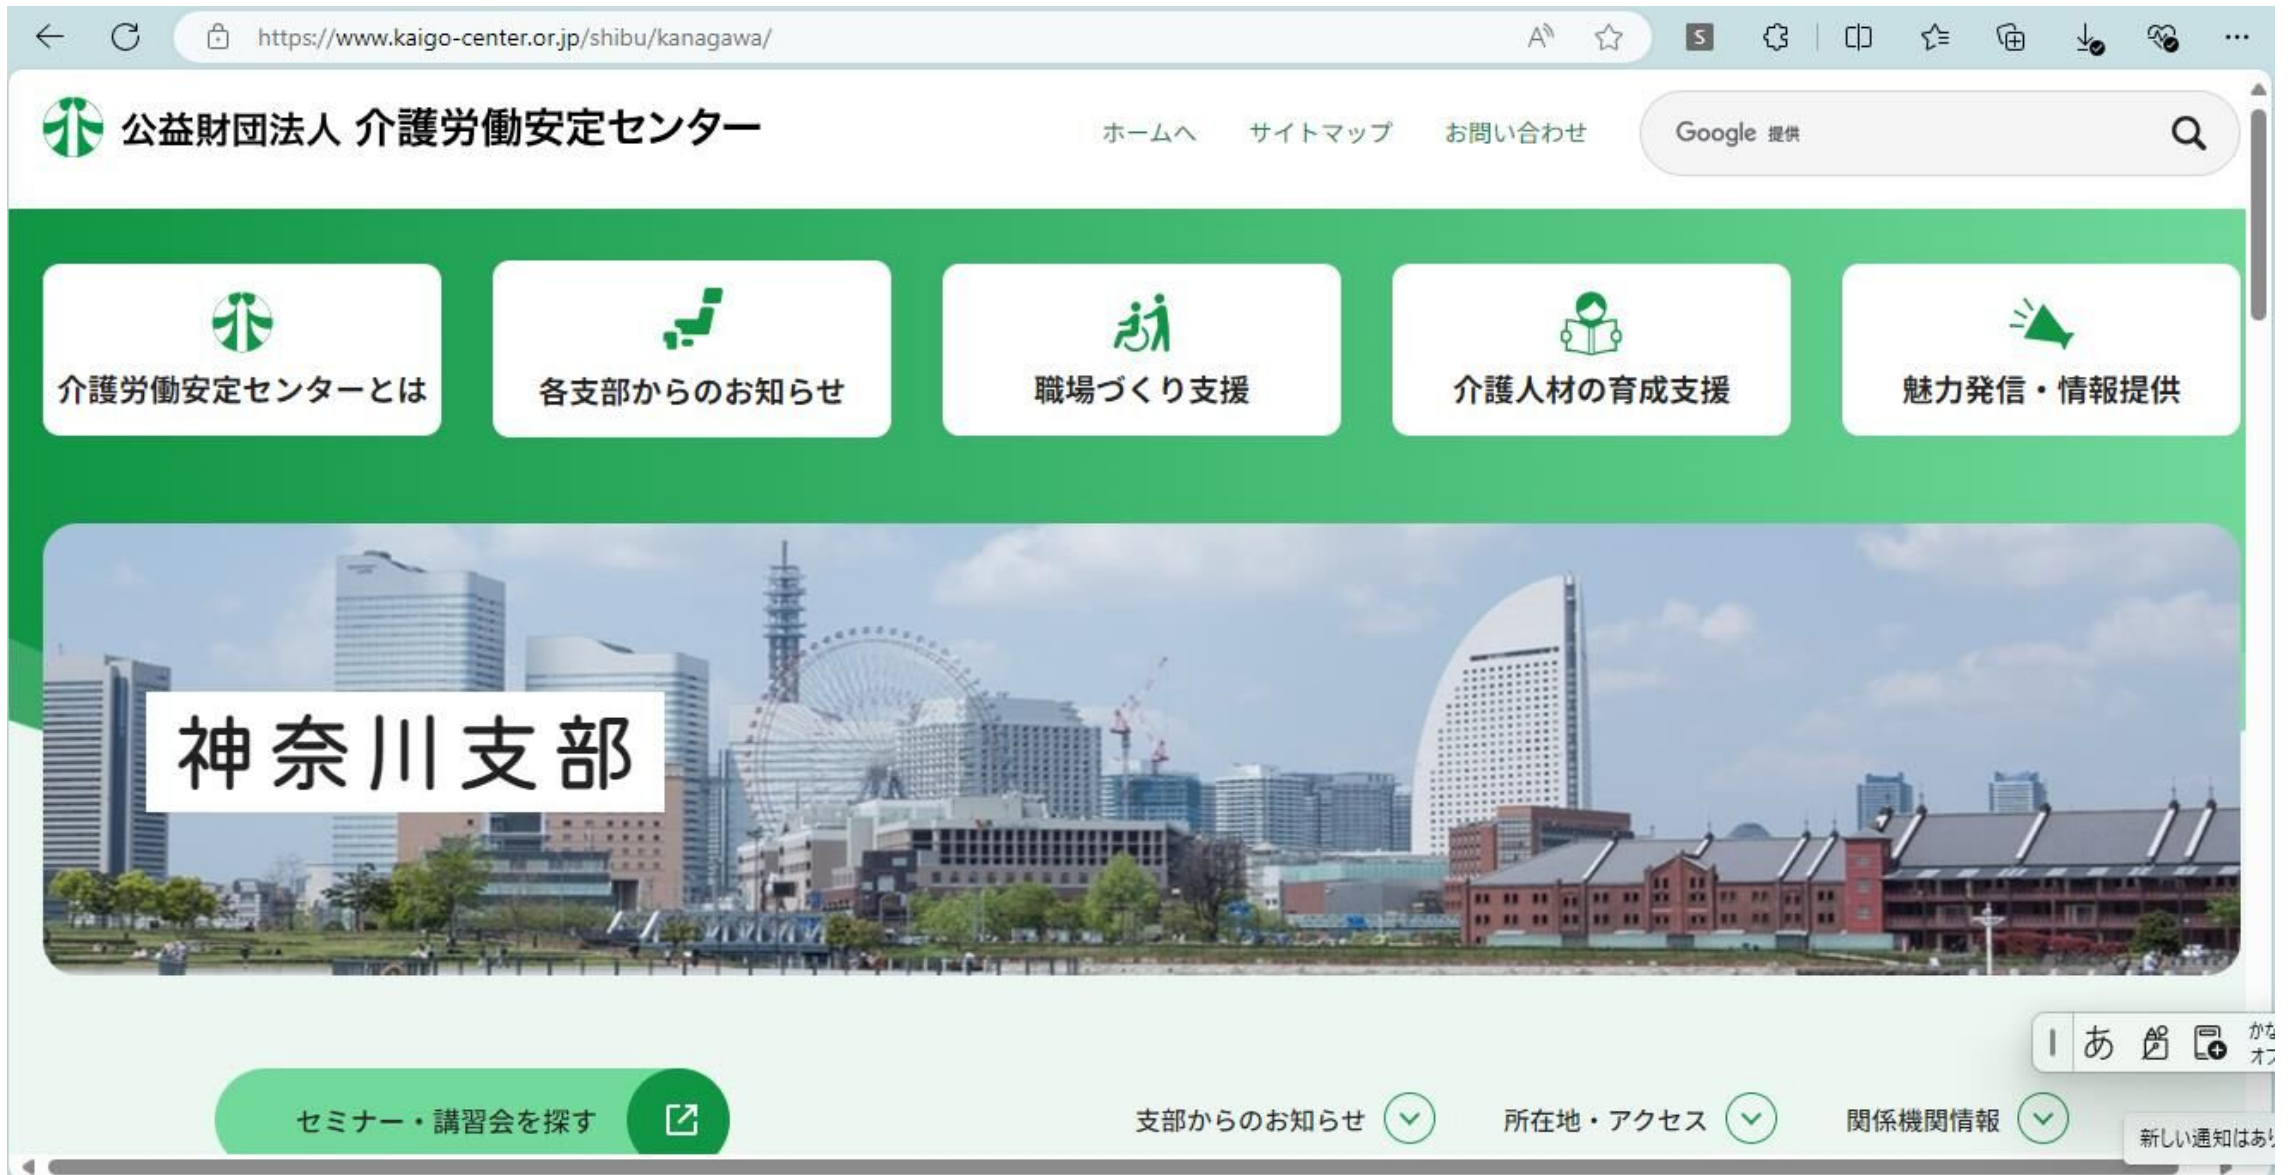 https://www.kaigo-center.or.jp/shibu/kanagawa/
公益財団法人 介護労働安定センター
ホームへ サイトマップ お問い合わせ Google 提供
介護労働安定センターとは
各支部からのお知らせ
職場づくり支援
介護人材の育成支援
魅力発信・情報提供
神奈川支部
あ
セミナー・講習会を探す
支部からのお知らせ
所在地・アクセス
関係機関情報
新しい通知はあり